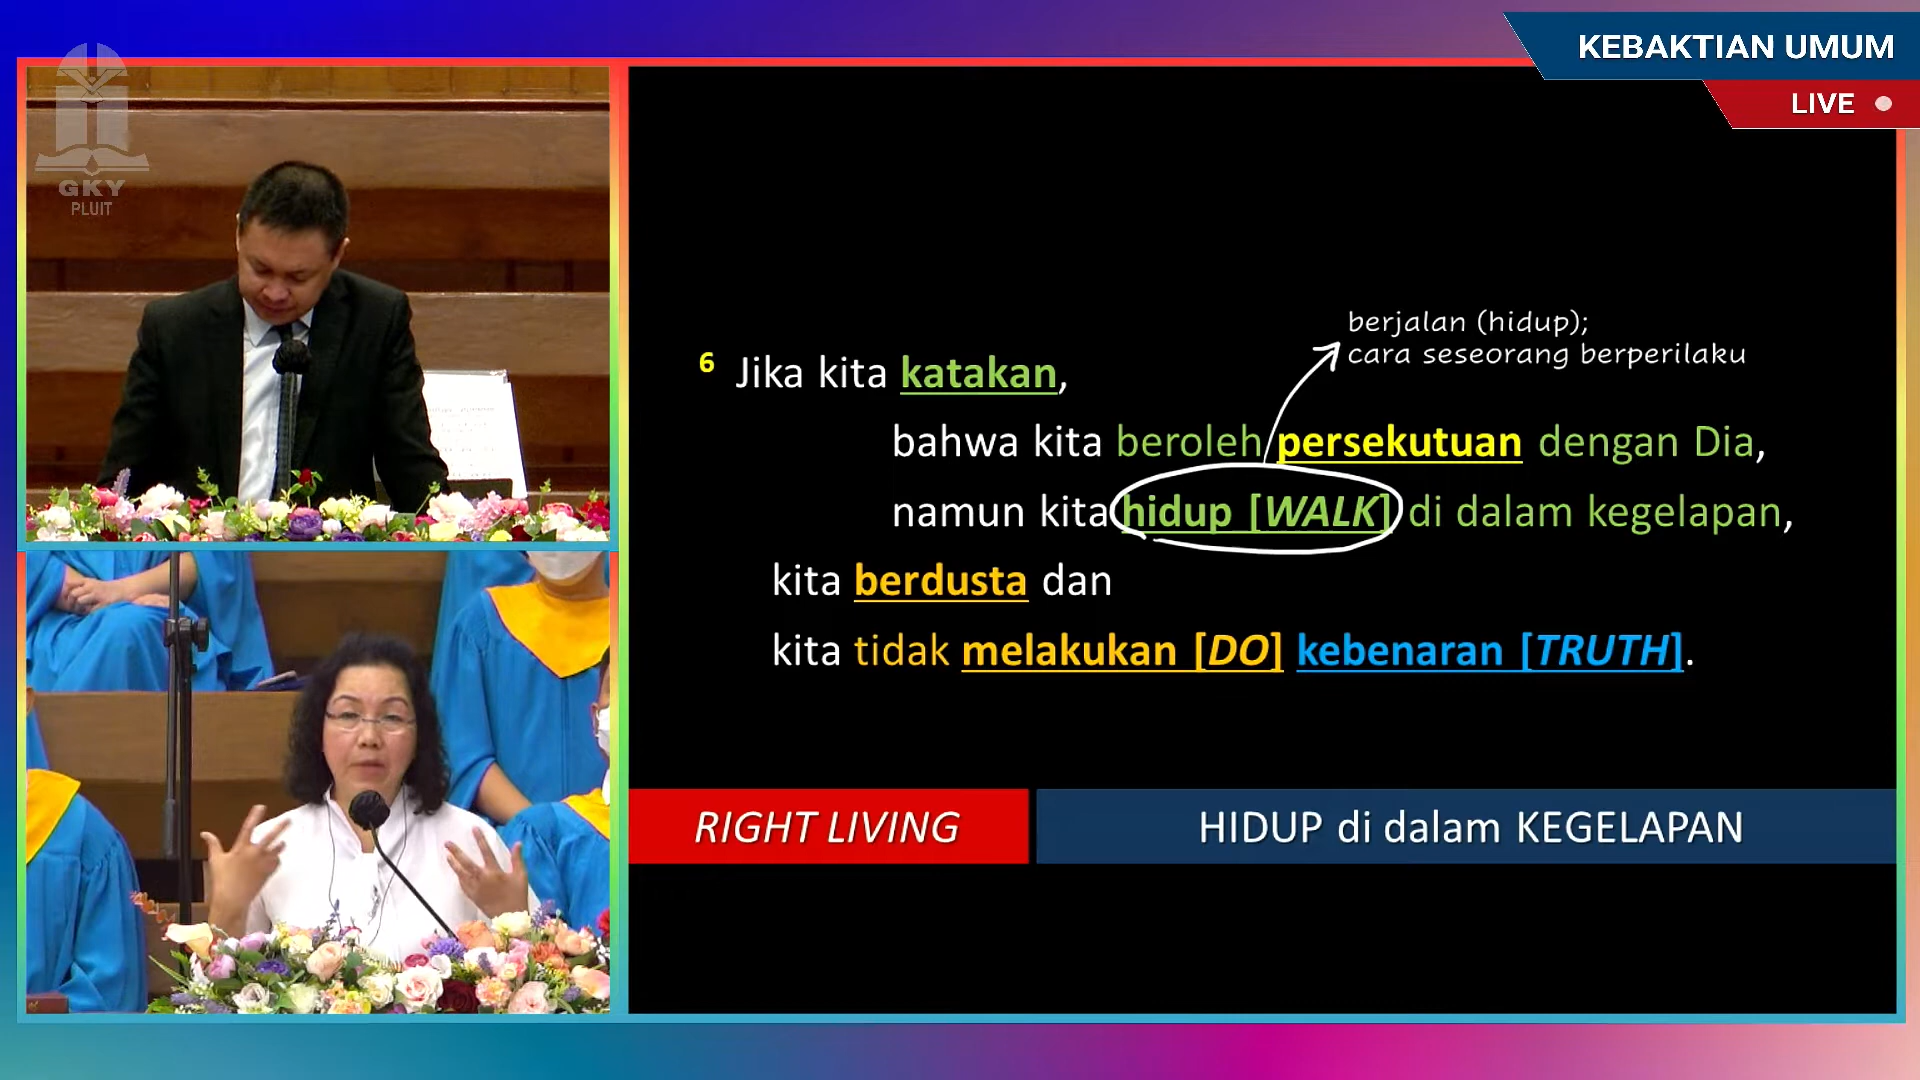 KEBAKTIAN UMUM
LIVE
GKY
PLUIT
berjalan (hidup);
cara seseorang berperilaku
6 Jika kita katakan,
bahwa kita beroleh persekutuan dengan Dia,
namun kita hidup [WALK] di dalam kegelapan,
kita berdusta dan
kita tidak melakukan [DO] kebenaran [TRUTH].
RIGHT LIVING
HIDUP di dalam KEGELAPAN